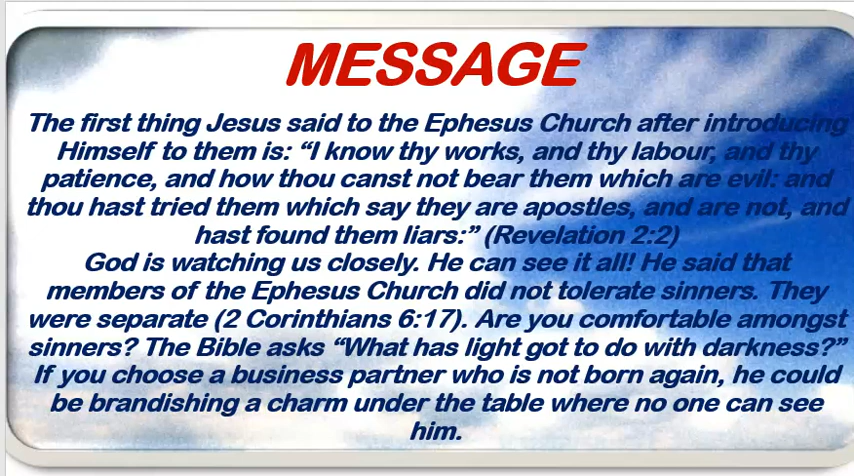 MESSAGE
The first thing Jesus said to the Ephesus Church after introducing
Himself to them is: “I know thy works, and thy labour, and thy
patience, and how thou canst not bear them which are evil: and
thou hast tried them which say they are apostles, and are not, and
hast found them liars:” (Revelation 2:2)
God is watching us closely. He can see it all! He said that
members of the Ephesus Church did not tolerate sinners. They
were separate (2 Corinthians 6:17). Are you comfortable amongst
sinners? The Bible asks “What has light got to do with darkness?”
If you choose a business partner who is not born again, he could
be brandishing a charm under the table where no one can see
him.